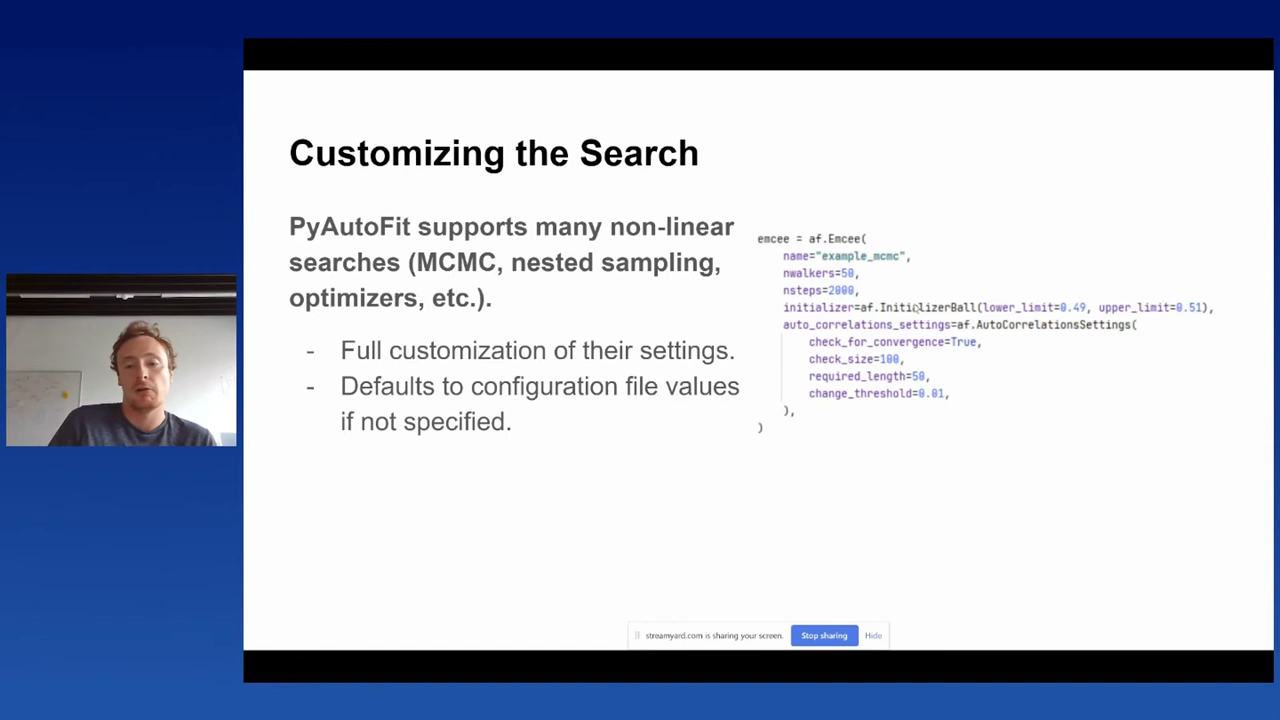 Customizing the Search
PyAutoFit supports many non-linear
searches (MCMC, nested sampling,
optimizers, etc.).
- Full customization of their settings.
- Defaults to configuration file values
if not specified.
emcee = af.Emcee(
name="example_mcmc",
nwalkers=50,
nsteps=2000,
initializer=af.InitializerBall(lower_limit=0.49, upper_limit=0.51),
auto_correlations_settings=af.AutoCorrelationsSettings(
check_for_convergence=True,
check_size=100,
required_length=50,
change_threshold=0.01,
),
)
streamyard.com is sharing your screen.
Stop sharing
Hide